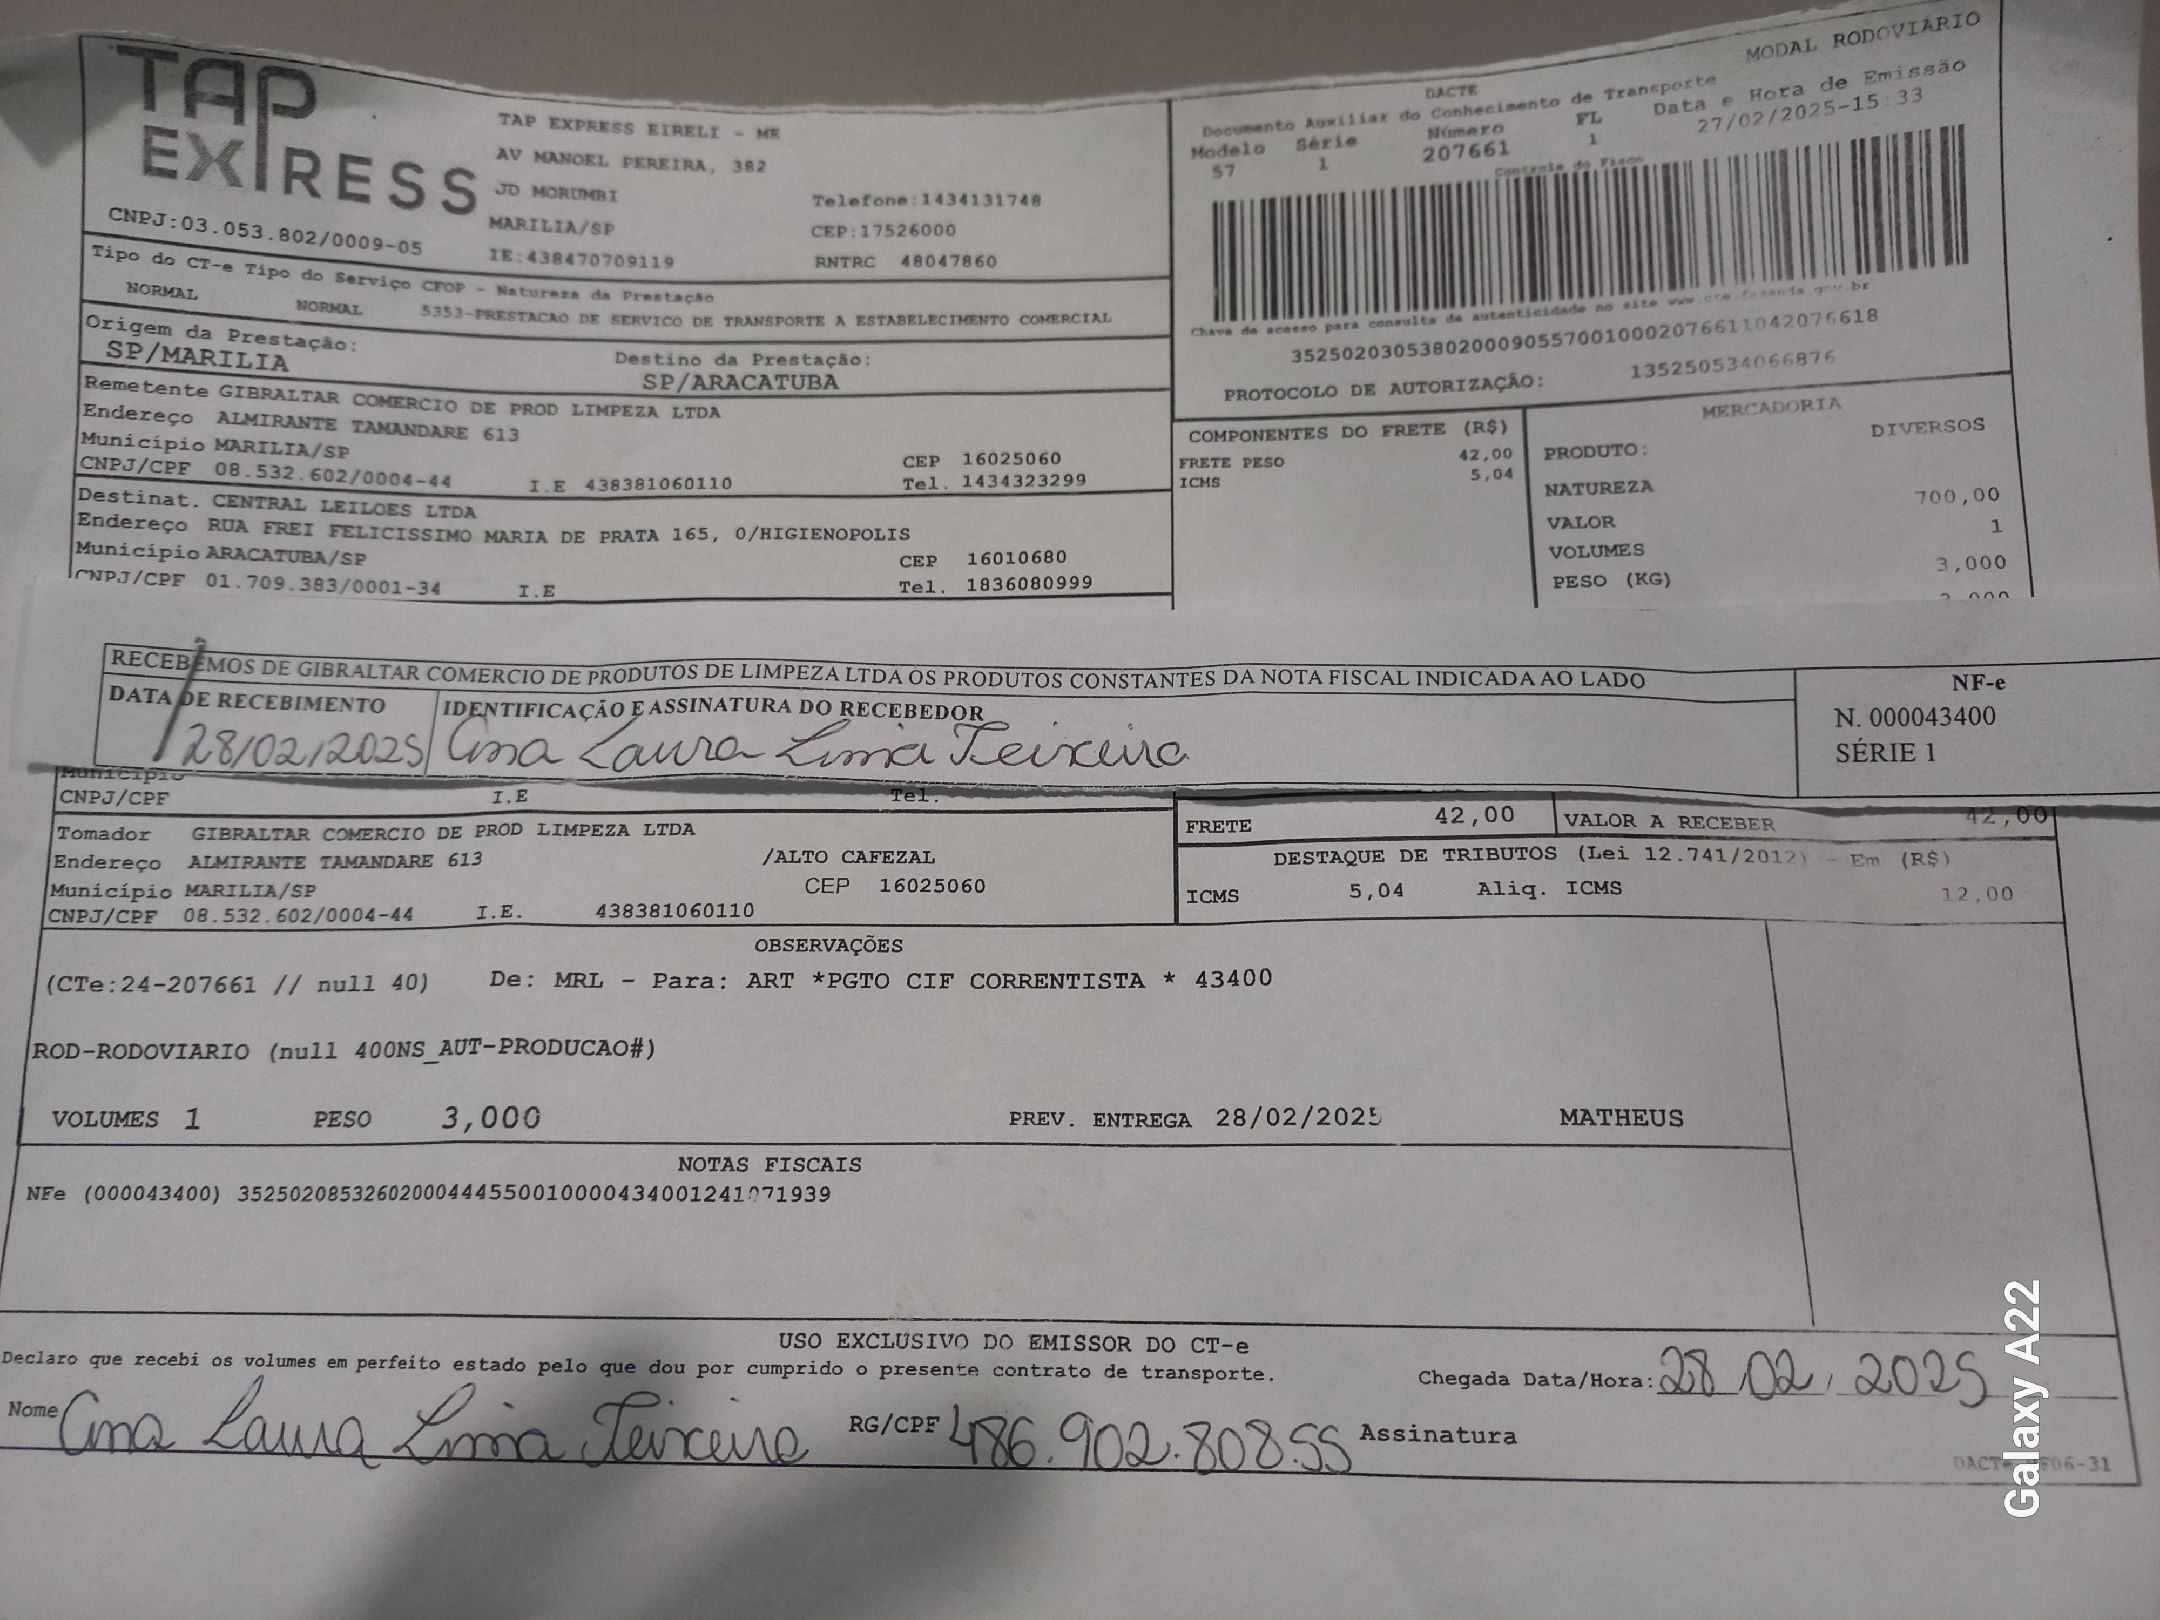 TAP EXPRESS
TAP EXPRESS EIRELI - ME
AV MANOEL PEREIRA, 382
JD MORUMBI Telefone:1434131748
MARILIA/SP CEP:17526000
CNPJ:03.053.802/0009-05 IE:438470709119 RNTRC 48047860
MODAL RODOVIÁRIO
DACTE
Documento Auxiliar do Conhecimento de Transporte
Modelo Série Número FL Data e Hora de Emissão
57 1 207661 1 27/02/2025-15:33
Controle do Fisco
Chave de acesso para consulta de autenticidade no site www.cte.fazenda.gov.br
35250203053802000905570010002076611042076618
PROTOCOLO DE AUTORIZAÇÃO: 135250534066876
Tipo do CT-e Tipo do Serviço CFOP - Natureza da Prestação
NORMAL NORMAL 5353-PRESTACAO DE SERVICO DE TRANSPORTE A ESTABELECIMENTO COMERCIAL
Origem da Prestação: Destino da Prestação:
SP/MARILIA SP/ARACATUBA
Remetente GIBRALTAR COMERCIO DE PROD LIMPEZA LTDA
Endereço ALMIRANTE TAMANDARE 613
Município MARILIA/SP CEP 16025060
CNPJ/CPF 08.532.602/0004-44 I.E 438381060110 Tel. 1434323299
Destinat. CENTRAL LEILOES LTDA
Endereço RUA FREI FELICISSIMO MARIA DE PRATA 165, 0/HIGIENOPOLIS
Município ARACATUBA/SP CEP 16010680
CNPJ/CPF 01.709.383/0001-34 I.E Tel. 1836080999
COMPONENTES DO FRETE (R$)
FRETE PESO 42,00
ICMS 5,04
MERCADORIA
PRODUTO: DIVERSOS
NATUREZA
VALOR 700,00
VOLUMES 1
PESO (KG) 3,000
RECEBEMOS DE GIBRALTAR COMERCIO DE PRODUTOS DE LIMPEZA LTDA OS PRODUTOS CONSTANTES DA NOTA FISCAL INDICADA AO LADO
DATA DE RECEBIMENTO IDENTIFICAÇÃO E ASSINATURA DO RECEBEDOR
28/02/2025 Ana Laura Lima Teixeira
NF-e
N. 000043400
SÉRIE 1
Município
CNPJ/CPF I.E Tel.
Tomador GIBRALTAR COMERCIO DE PROD LIMPEZA LTDA
Endereço ALMIRANTE TAMANDARE 613 /ALTO CAFEZAL
Município MARILIA/SP CEP 16025060
CNPJ/CPF 08.532.602/0004-44 I.E. 438381060110
FRETE 42,00 VALOR A RECEBER 42,00
DESTAQUE DE TRIBUTOS (Lei 12.741/2012) - Em (R$)
ICMS 5,04 Aliq. ICMS 12,00
OBSERVAÇÕES
(CTe:24-207661 // null 40) De: MRL - Para: ART *PGTO CIF CORRENTISTA * 43400
ROD-RODOVIARIO (null 400NS_AUT-PRODUCAO#)
VOLUMES 1 PESO 3,000 PREV. ENTREGA 28/02/2025 MATHEUS
NOTAS FISCAIS
NFe (000043400)
USO EXCLUSIVO DO EMISSOR DO CT-e
Declaro que recebi os volumes em perfeito estado pelo que dou por cumprido o presente contrato de transporte. Chegada Data/Hora: 28/02/2025
Nome Ana Laura Lima Teixeira RG/CPF 486.902.808.55 Assinatura
Galaxy A22